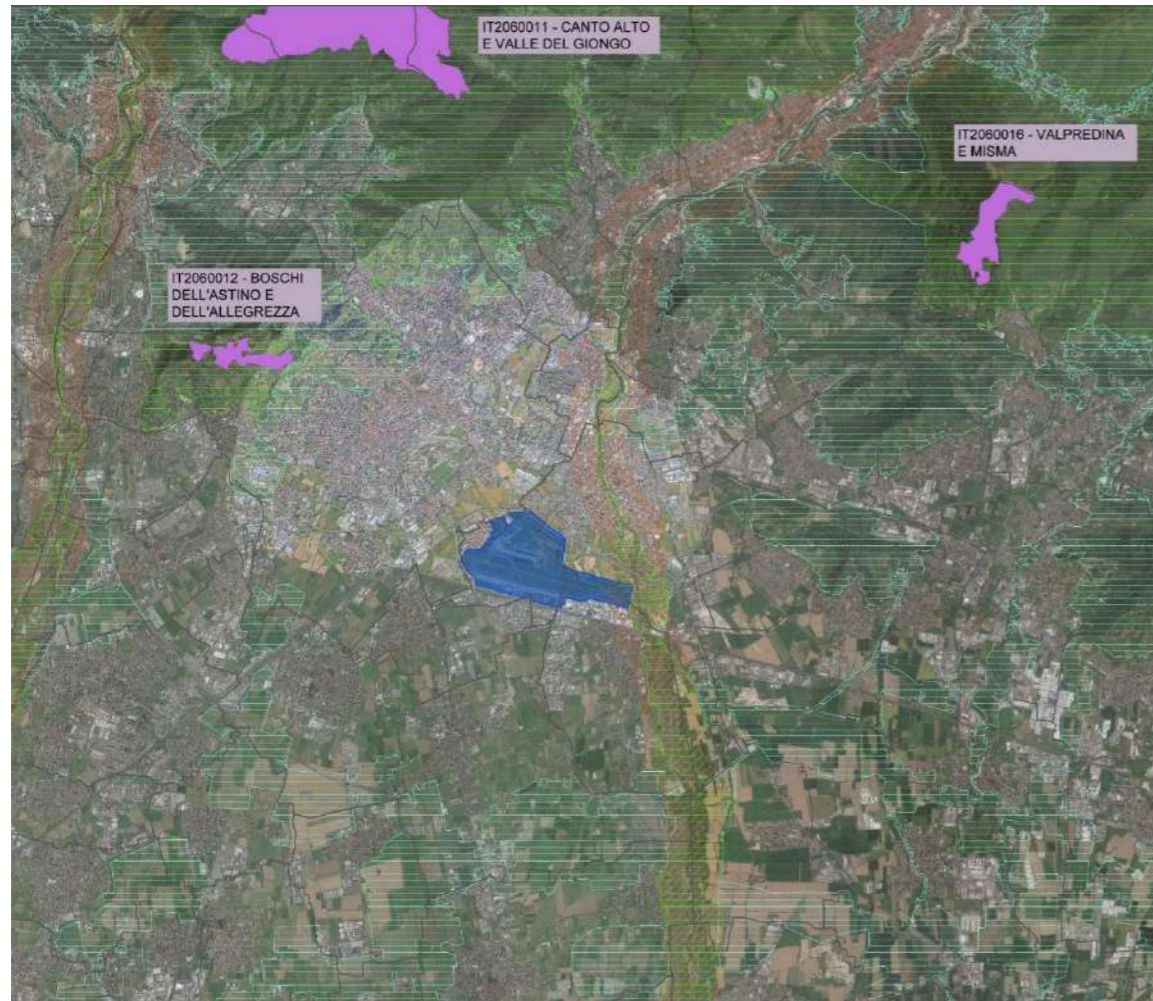 IT2060011 - CANTO ALTO
E VALLE DEL GIONGO
IT2060016 - VALPREDINA
E MISMA
IT2060012 - BOSCHI
DELL'ASTINO E
DELL'ALLEGREZZA